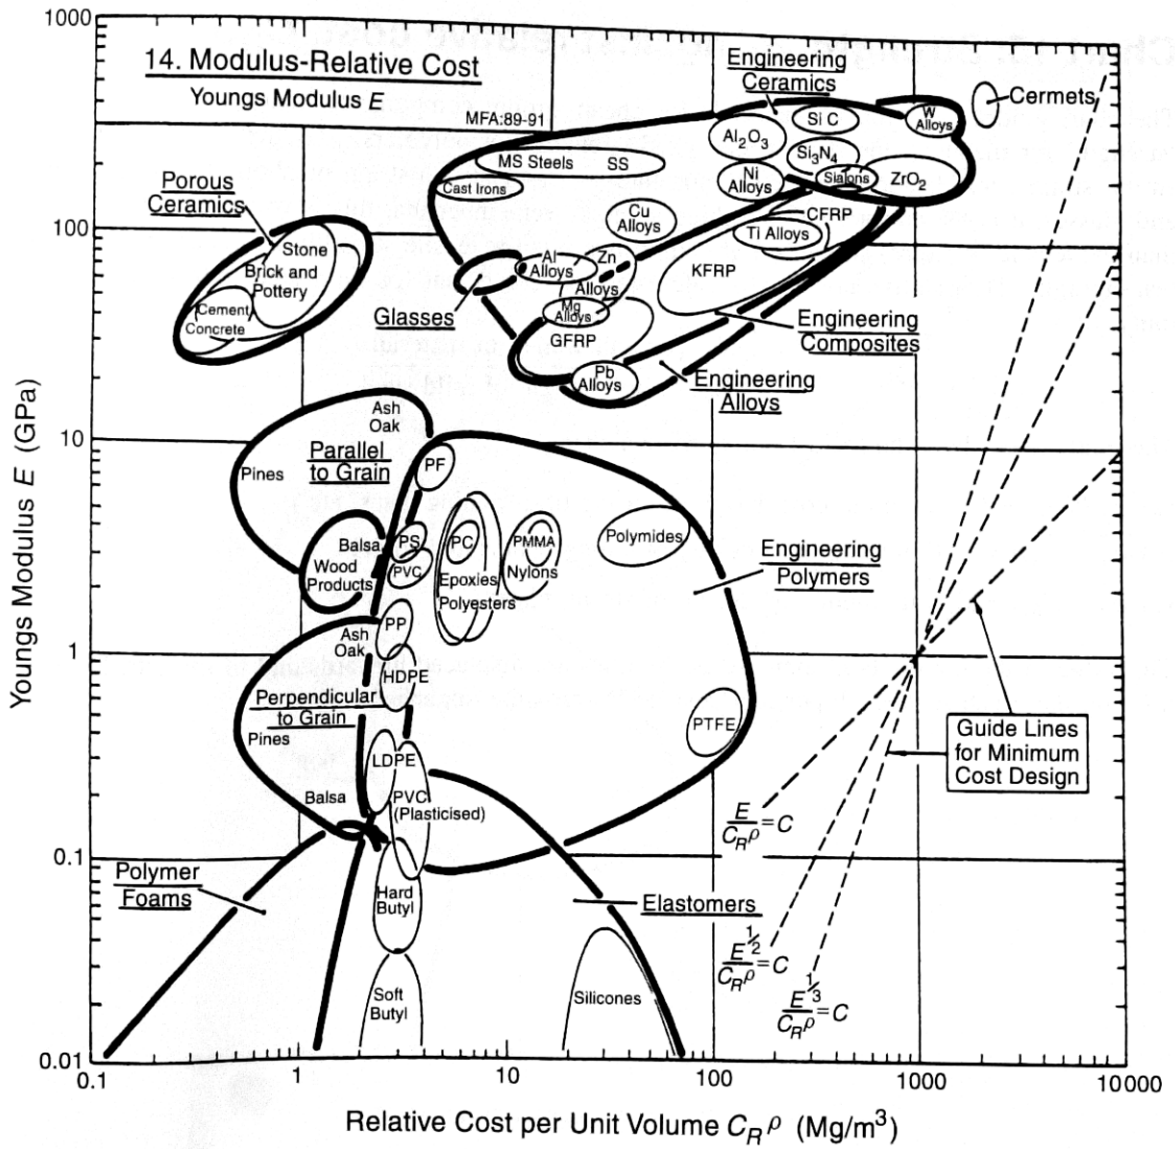 1000
14. Modulus-Relative Cost
Youngs Modulus E
MFA:89-91
Engineering
Ceramics
Cermets
W
Alloys
Si C
Al₂O₃
Si₃N₄
Sialons
ZrO₂
MS Steels SS
Cast Irons
Ni
Alloys
Porous
Ceramics
CFRP
Cu
Alloys
Ti Alloys
100
Stone
Brick and
Pottery
Cement
Concrete
Al
Alloys
Zn
Alloys
KFRP
Mg
Alloys
Glasses
GFRP
Engineering
Composites
Pb
Alloys
Engineering
Alloys
Ash
Oak
10
Parallel
to Grain
Pines
PF
Balsa
Wood
Products
PS
PVC
PC
Epoxies
Polyesters
PMMA
Nylons
Polymides
Engineering
Polymers
PP
Ash
Oak
1
HDPE
Perpendicular
to Grain
Pines
PTFE
Guide Lines
for Minimum
Cost Design
LDPE
Balsa
PVC
(Plasticised)
E/C_Rρ = C
0.1
Polymer
Foams
Hard
Butyl
Elastomers
E^½/C_Rρ = C
E^⅓/C_Rρ = C
Soft
Butyl
Silicones
0.01
0.1 1 10 100 1000 10000
Relative Cost per Unit Volume C_R ρ (Mg/m³)
Youngs Modulus E (GPa)